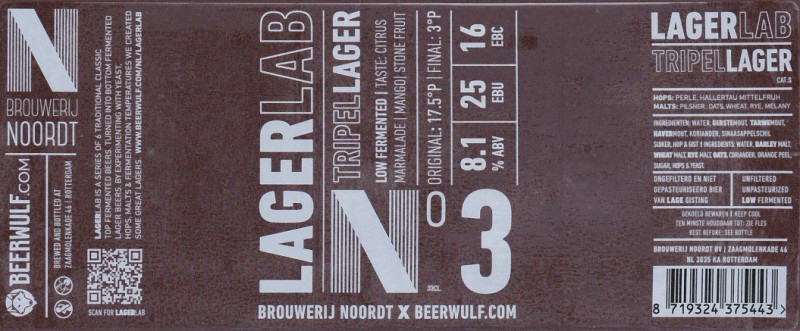 BROUWERIJ
NOORDT
BEERWULF.COM
BREWED AND BOTTLED AT
ZAAGMOLENKADE 46 | ROTTERDAM
LAGERLAB IS A SERIES OF 6 TRADITIONAL CLASSIC
TOP FERMENTED BEERS, TURNED INTO BOTTOM FERMENTED
LAGER BEERS. BY EXPERIMENTING WITH YEAST,
HOPS, MALTS & FERMENTATION TEMPERATURES WE CREATED
SOME GREAT LAGERS. WWW.BEERWULF.COM/NL/LAGERLAB
SCAN FOR LAGERLAB
LAGERLAB
TRIPELLAGER
LOW FERMENTED | TASTE: CITRUS
MARMALADE | MANGO | STONE FRUIT
ORIGINAL: 17.5°P | FINAL: 3°P
8.1 % ABV
25 EBU
16 EBC
Nº3
33CL
BROUWERIJ NOORDT X BEERWULF.COM
LAGERLAB
TRIPELLAGER
CAT.S
HOPS: PERLE, HALLERTAU MITTELFRUH
MALTS: PILSNER, OATS, WHEAT, RYE, MELANY
INGREDIENTEN: WATER, GERSTEMOUT, TARWEMOUT,
HAVERMOUT, KORIANDER, SINAASAPPELSCHIL
SUIKER, HOP & GIST | INGREDIENTS: WATER, BARLEY MALT,
WHEAT MALT, RYE MALT, OATS, CORIANDER, ORANGE PEEL,
SUGAR, HOPS & YEAST
ONGEFILTERD EN NIET
GEPASTEURISEERD BIER
VAN LAGE GISTING
UNFILTERED
UNPASTEURIZED
LOW FERMENTED
GEKOELD BEWAREN X KEEP COOL
TEN MINSTE HOUDBAAR TOT: ZIE FLES
BEST BEFORE: SEE BOTTLE
BROUWERIJ NOORDT BV | ZAAGMOLENKADE 46
NL 3035 KA ROTTERDAM
8 719324 375443 >